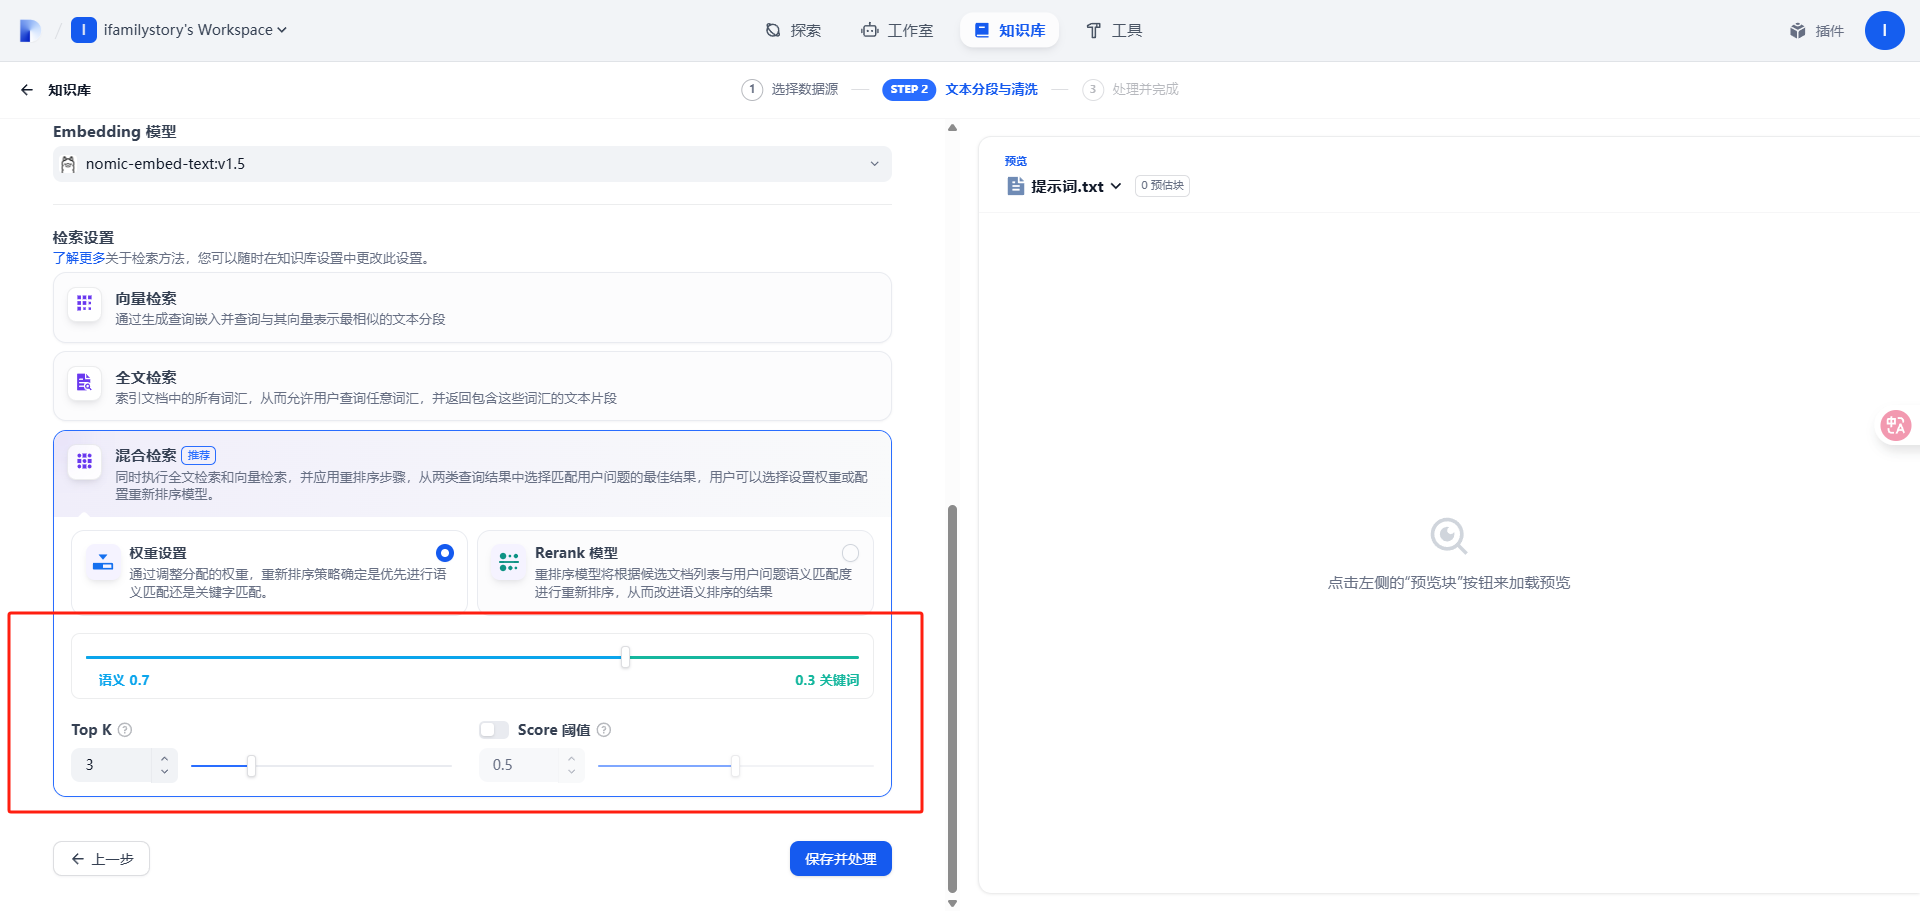 I ifamilystory's Workspace
探索
工作室
知识库
工具
插件
I
知识库
1 选择数据源
STEP 2 文本分段与清洗
3 处理并完成
Embedding 模型
nomic-embed-text:v1.5
检索设置
了解更多关于检索方法，您可以随时在知识库设置中更改此设置。
向量检索
通过生成查询嵌入并查询与其向量表示最相似的文本分段
全文检索
索引文档中的所有词汇，从而允许用户查询任意词汇，并返回包含这些词汇的文本片段
混合检索 推荐
同时执行全文检索和向量检索，并应用重排序步骤，从两类查询结果中选择匹配用户问题的最佳结果，用户可以选择设置权重或配
置重新排序模型。
权重设置
通过调整分配的权重，重新排序策略确定是优先进行语
义匹配还是关键字匹配。
Rerank 模型
重排序模型将根据候选文档列表与用户问题语义匹配度
进行重新排序，从而改进语义排序的结果
语义 0.7
0.3 关键词
Top K
3
Score 阈值
0.5
上一步
保存并处理
预览
提示词.txt
0 预估块
点击左侧的“预览块”按钮来加载预览
中A